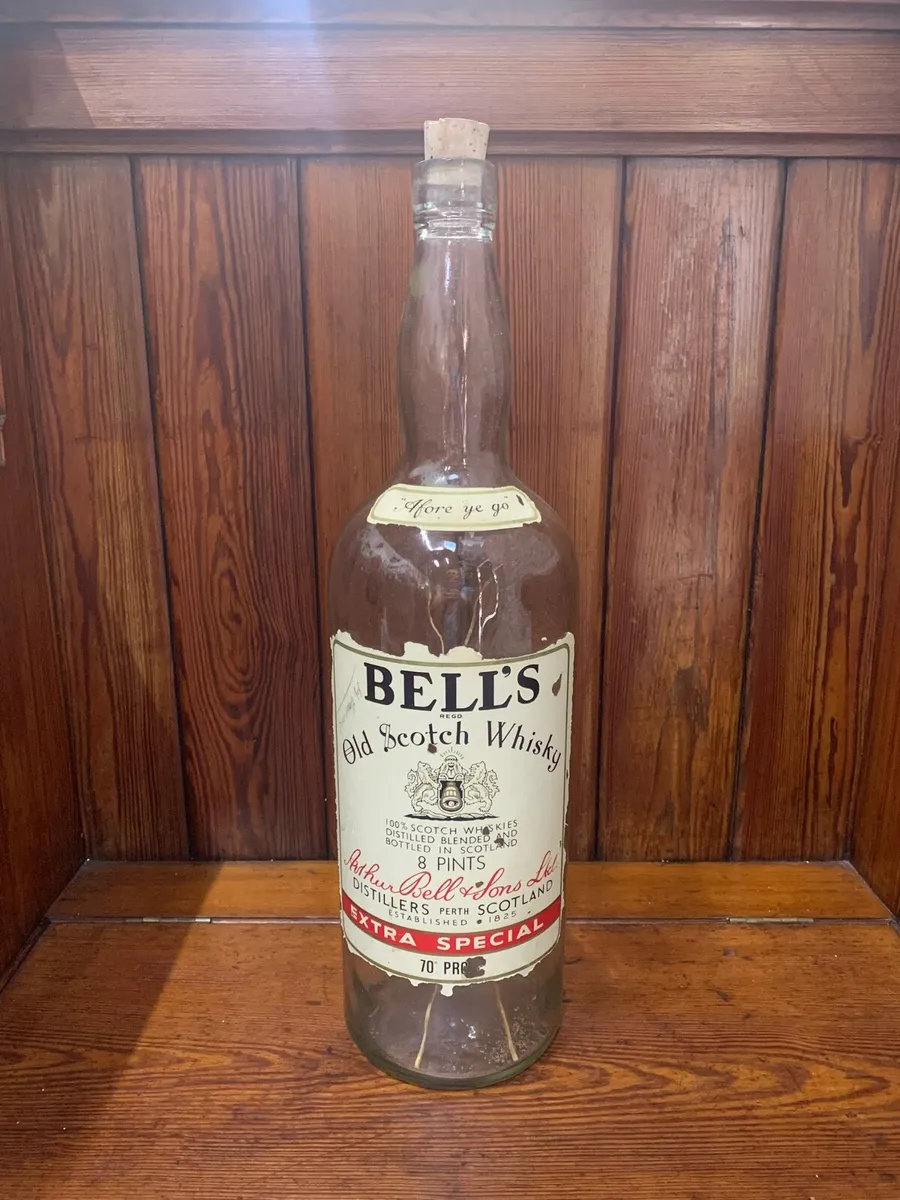 "Afore ye go"
BELL'S
REGD.
Old Scotch Whisky
100% SCOTCH WHISKIES
DISTILLED BLENDED AND
BOTTLED IN SCOTLAND
8 PINTS
Arthur Bell & Sons Ltd
DISTILLERS PERTH SCOTLAND
ESTABLISHED 1825
EXTRA SPECIAL
70° PRO